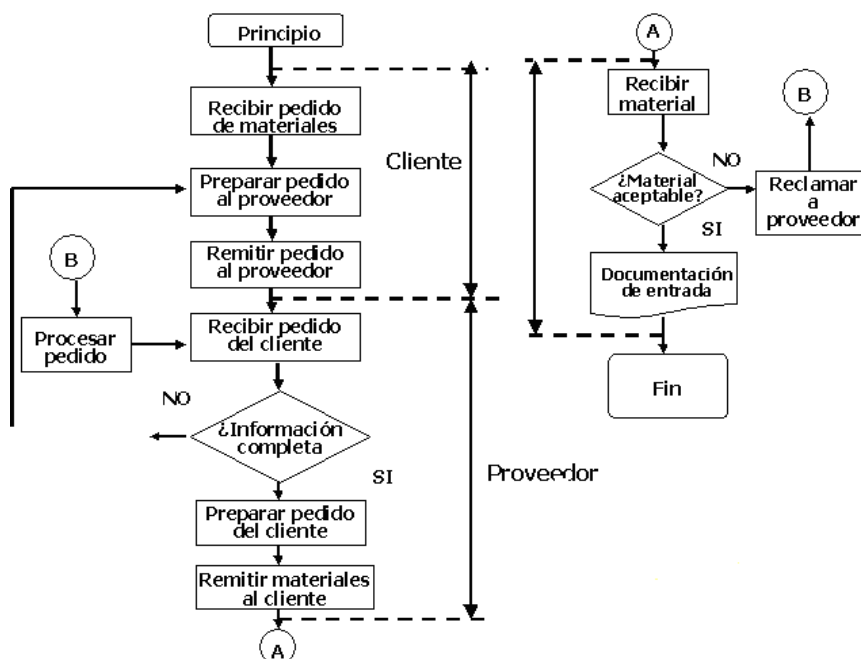 Principio
Recibir pedido
de materiales
Preparar pedido
al proveedor
Remitir pedido
al proveedor
Cliente
B
Procesar
pedido
Recibir pedido
del cliente
NO
¿Información
completa
SI
Proveedor
Preparar pedido
del cliente
Remitir materiales
al cliente
A
A
Recibir
material
B
¿Material
aceptable?
NO
Reclamar
a
proveedor
SI
Documentación
de entrada
Fin